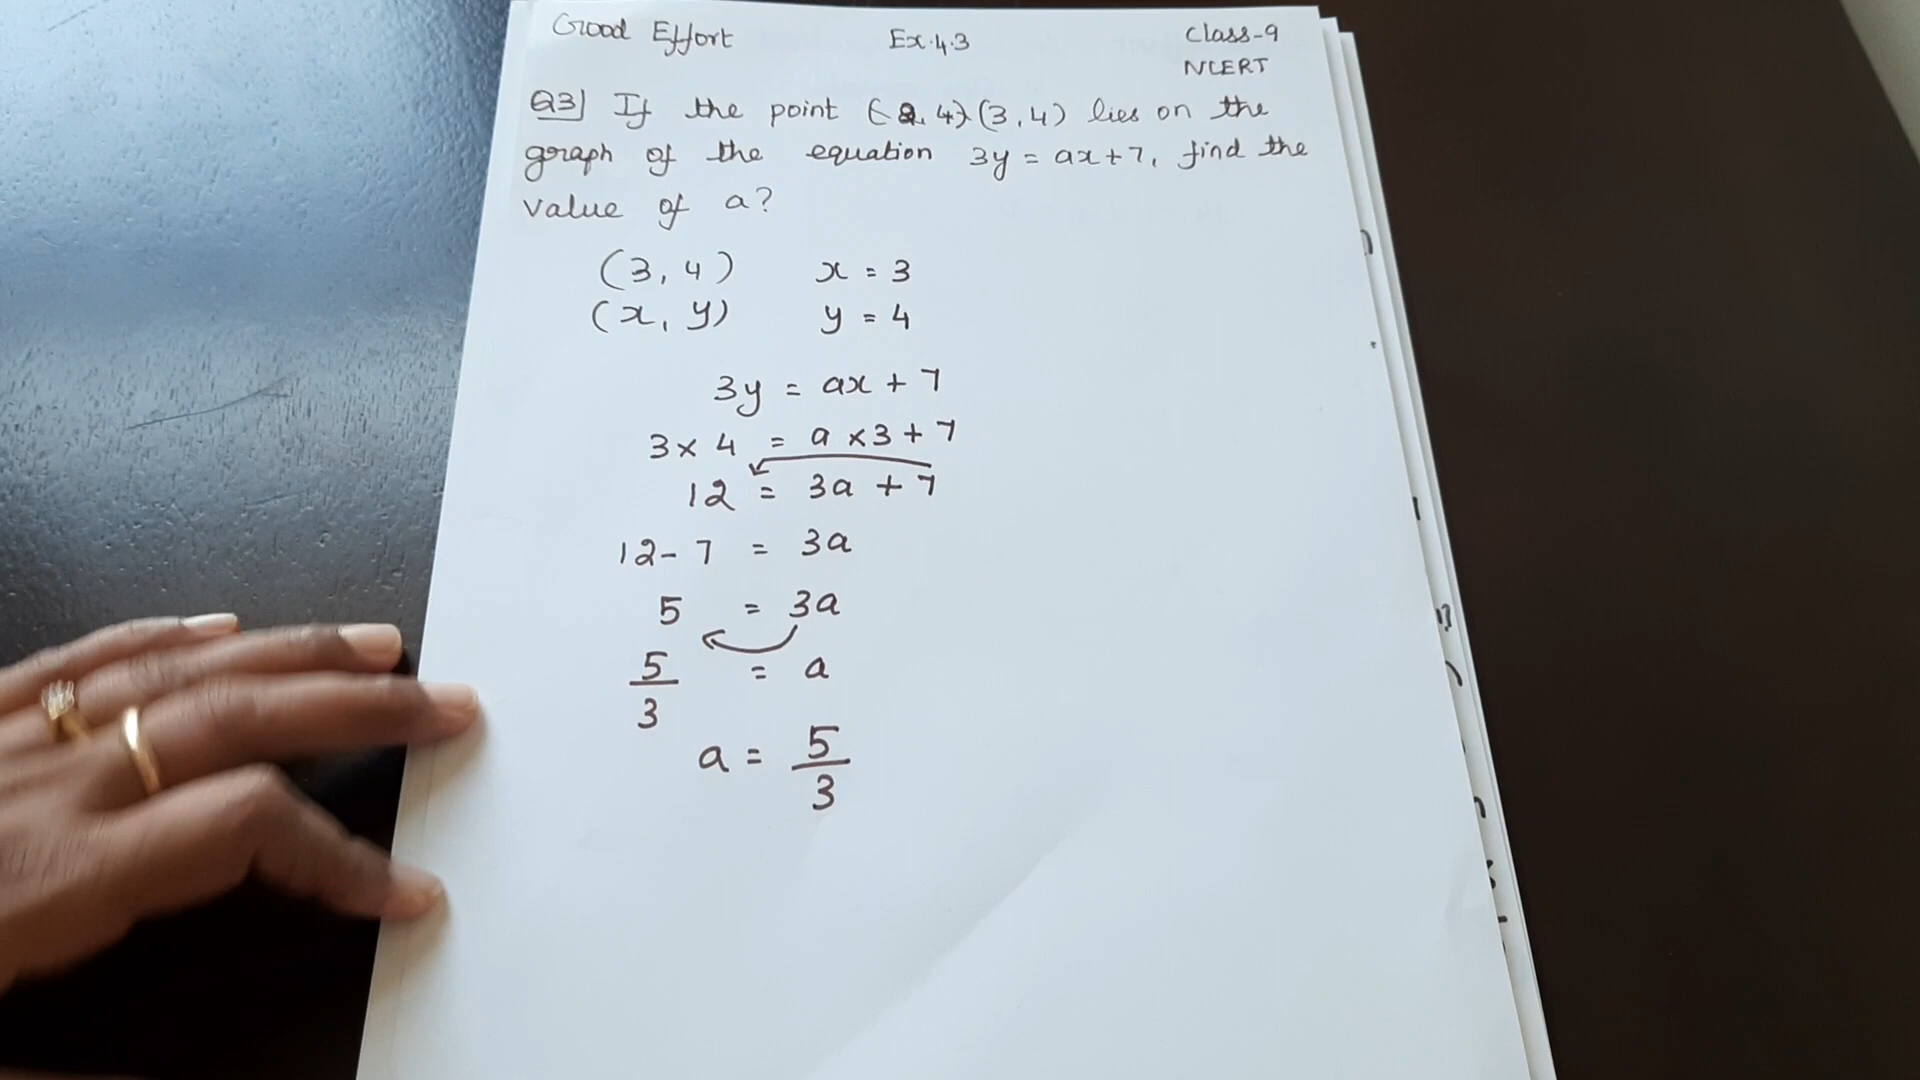 Good Effort Ex.4.3 Class-9
NCERT
Q3) If the point (3,4) lies on the
graph of the equation 3y = ax+7, find the
value of a?
(3,4) x = 3
(x, y) y = 4
3y = ax + 7
3 × 4 = a × 3 + 7
12 = 3a + 7
12 - 7 = 3a
5 = 3a
5/3 = a
a = 5/3